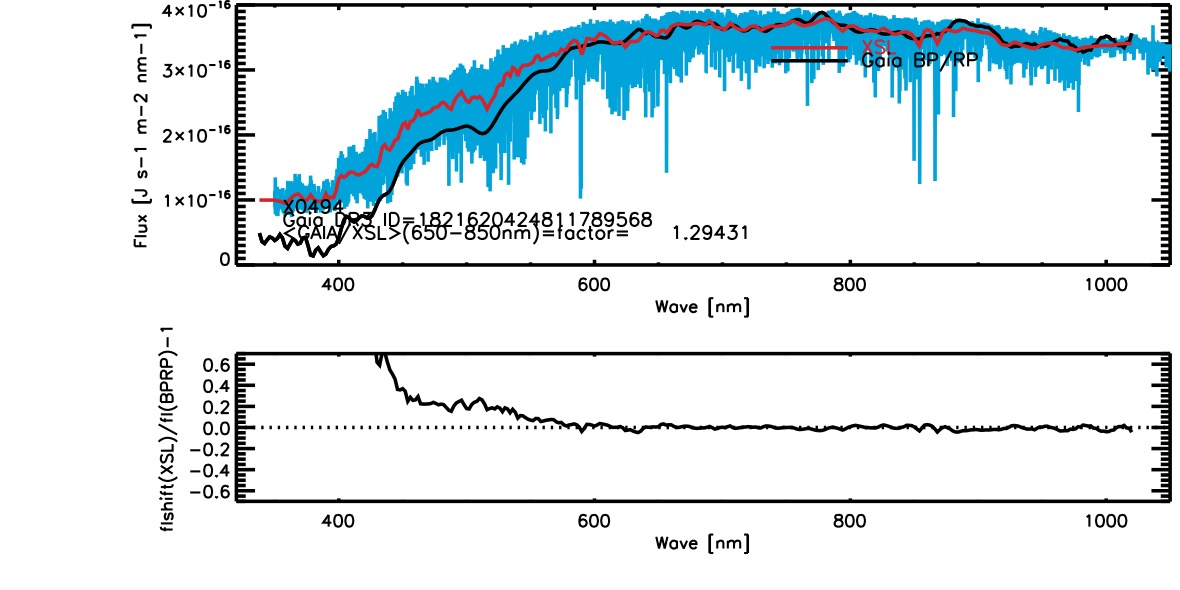 4×10−16
3×10−16
2×10−16
1×10−16
0
Flux [J s−1 m−2 nm−1]
XSL
Gaia BP/RP
X0494
Gaia DR3 ID=1821620424811789568
<GAIA/XSL>(650−850nm)=factor= 1.29431
400 600 800 1000
Wave [nm]
flshift(XSL)/fl(BPRP)−1
0.6
0.4
0.2
0.0
−0.2
−0.4
−0.6
400 600 800 1000
Wave [nm]